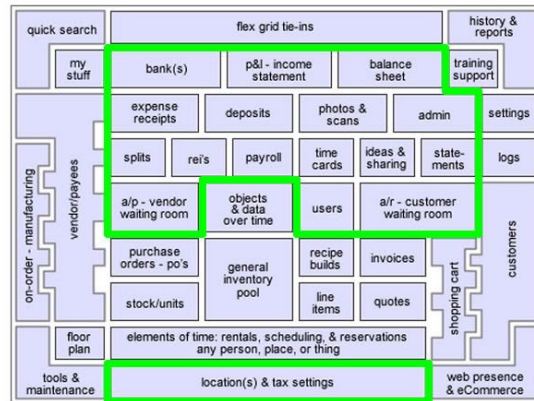 quick search
flex grid tie-ins
history &
reports
my
stuff
bank(s)
p&l - income
statement
balance
sheet
training
support
expense
receipts
deposits
photos &
scans
admin
settings
splits
rei's
payroll
time
cards
ideas &
sharing
state-
ments
logs
on-order - manufacturing
vendor/payees
a/p - vendor
waiting room
objects
& data
over time
users
a/r - customer
waiting room
purchase
orders - po's
general
inventory
pool
recipe
builds
invoices
shopping cart
customers
stock/units
line
items
quotes
floor
plan
elements of time: rentals, scheduling, & reservations
any person, place, or thing
tools &
maintenance
location(s) & tax settings
web presence
& eCommerce